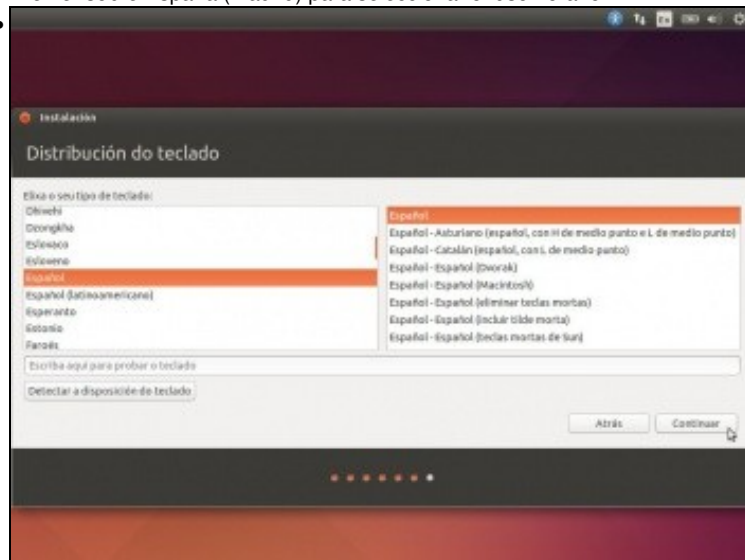 Instalación
Distribución do teclado
Elixa o seu tipo de teclado:
Dhivehi
Dzongkha
Eslovaco
Esloveno
Español
Español (latinoamericano)
Esperanto
Estonio
Faroés
Español
Español - Asturiano (español, con H de medio punto e L de medio punto)
Español - Catalán (español, con L de medio punto)
Español - Español (Dvorak)
Español - Español (Macintosh)
Español - Español (eliminar teclas mortas)
Español - Español (incluír tilde morta)
Español - Español (teclas mortas de Sun)
Escriba aquí para probar o teclado
Detectar a disposición de teclado
Atrás
Continuar